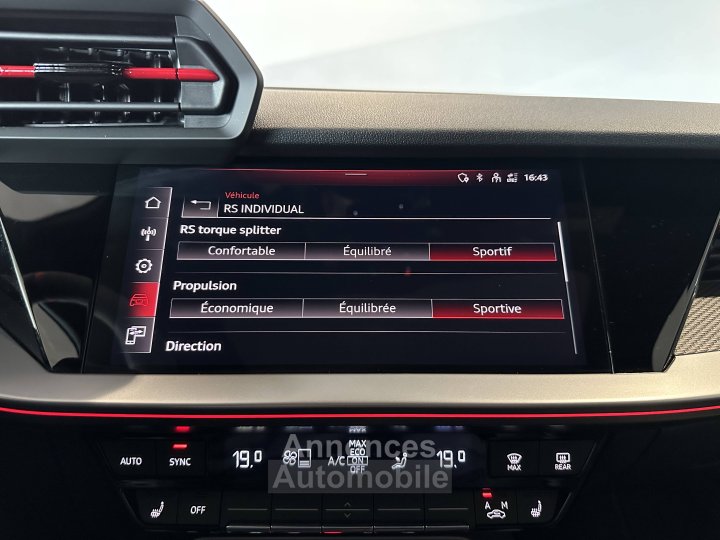 16:43
Véhicule
RS INDIVIDUAL
RS torque splitter
Confortable Équilibré Sportif
Propulsion
Économique Équilibrée Sportive
Direction
AUTO SYNC 19.0 A/C MAX ECO ON OFF 19.0 MAX REAR
OFF A
Annonces
Automobile